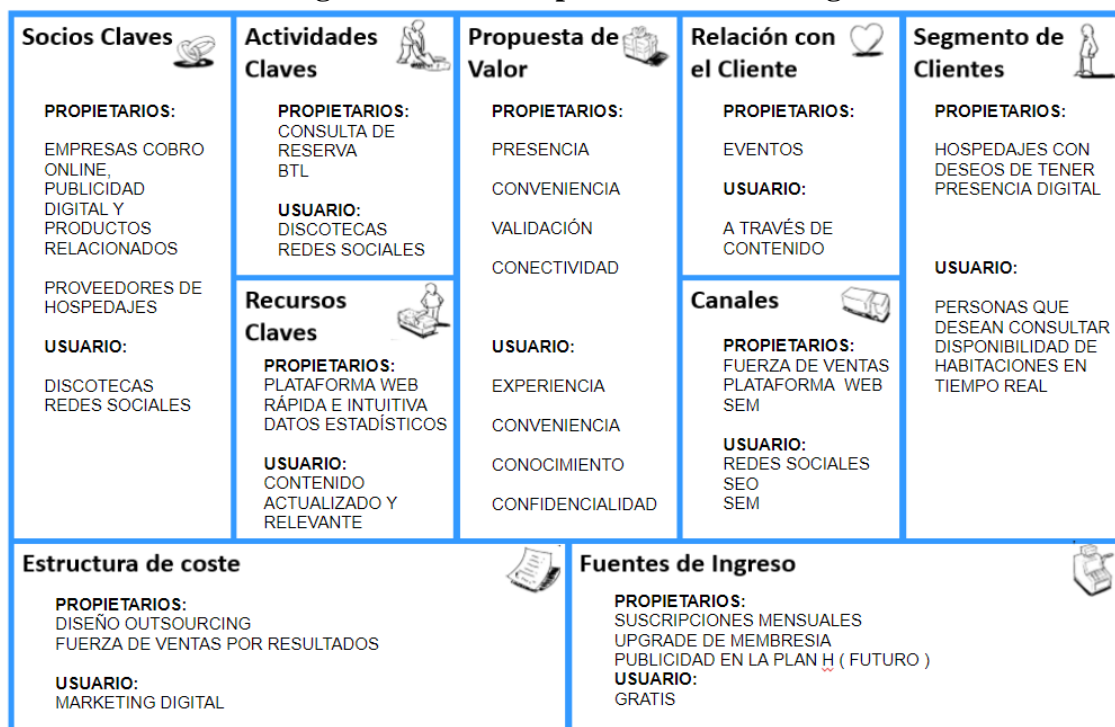 Socios Claves
PROPIETARIOS:
EMPRESAS COBRO
ONLINE,
PUBLICIDAD
DIGITAL Y
PRODUCTOS
RELACIONADOS
PROVEEDORES DE
HOSPEDAJES
USUARIO:
DISCOTECAS
REDES SOCIALES
Actividades
Claves
PROPIETARIOS:
CONSULTA DE
RESERVA
BTL
USUARIO:
DISCOTECAS
REDES SOCIALES
Recursos
Claves
PROPIETARIOS:
PLATAFORMA WEB
RÁPIDA E INTUITIVA
DATOS ESTADÍSTICOS
USUARIO:
CONTENIDO
ACTUALIZADO Y
RELEVANTE
Propuesta de
Valor
PROPIETARIOS:
PRESENCIA
CONVENIENCIA
VALIDACIÓN
CONECTIVIDAD
USUARIO:
EXPERIENCIA
CONVENIENCIA
CONOCIMIENTO
CONFIDENCIALIDAD
Relación con
el Cliente
PROPIETARIOS:
EVENTOS
USUARIO:
A TRAVÉS DE
CONTENIDO
Canales
PROPIETARIOS:
FUERZA DE VENTAS
PLATAFORMA WEB
SEM
USUARIO:
REDES SOCIALES
SEO
SEM
Segmento de
Clientes
PROPIETARIOS:
HOSPEDAJES CON
DESEOS DE TENER
PRESENCIA DIGITAL
USUARIO:
PERSONAS QUE
DESEAN CONSULTAR
DISPONIBILIDAD DE
HABITACIONES EN
TIEMPO REAL
Estructura de coste
PROPIETARIOS:
DISEÑO OUTSOURCING
FUERZA DE VENTAS POR RESULTADOS
USUARIO:
MARKETING DIGITAL
Fuentes de Ingreso
PROPIETARIOS:
SUSCRIPCIONES MENSUALES
UPGRADE DE MEMBRESIA
PUBLICIDAD EN LA PLAN H ( FUTURO )
USUARIO:
GRATIS